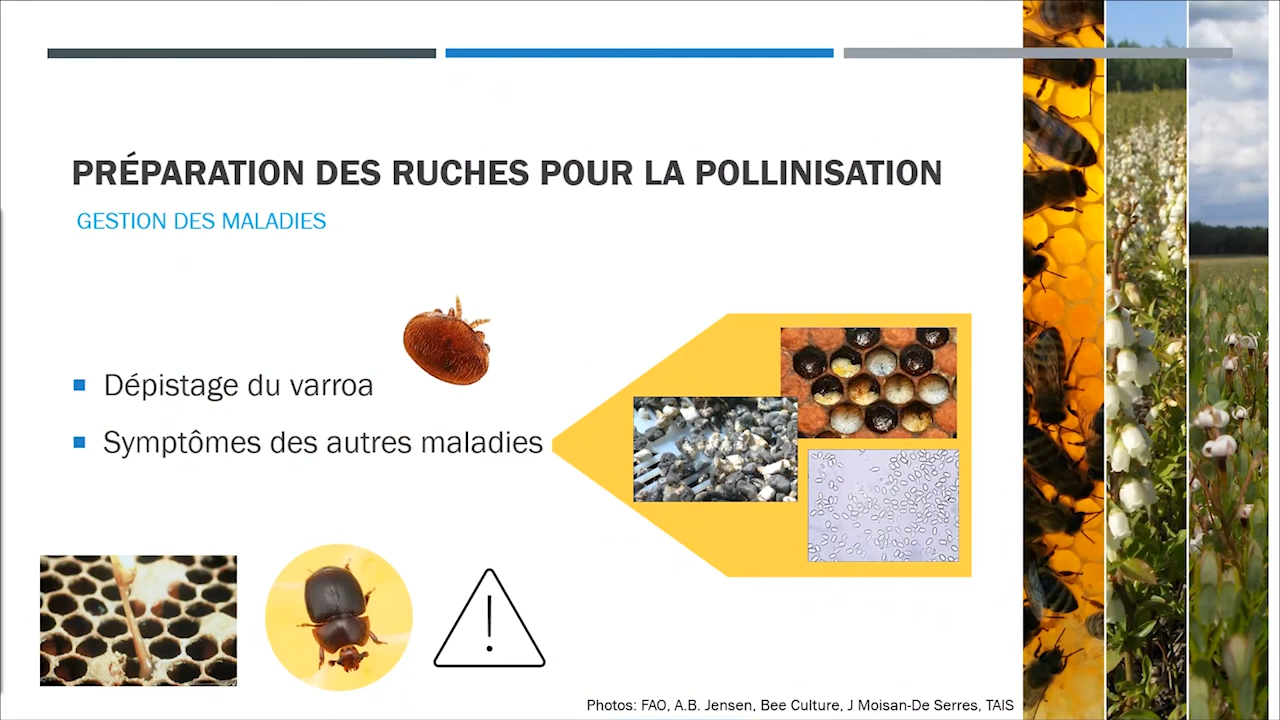 PRÉPARATION DES RUCHES POUR LA POLLINISATION
GESTION DES MALADIES
Dépistage du varroa
Symptômes des autres maladies
Photos: FAO, A.B. Jensen, Bee Culture, J Moisan-De Serres, TAIS